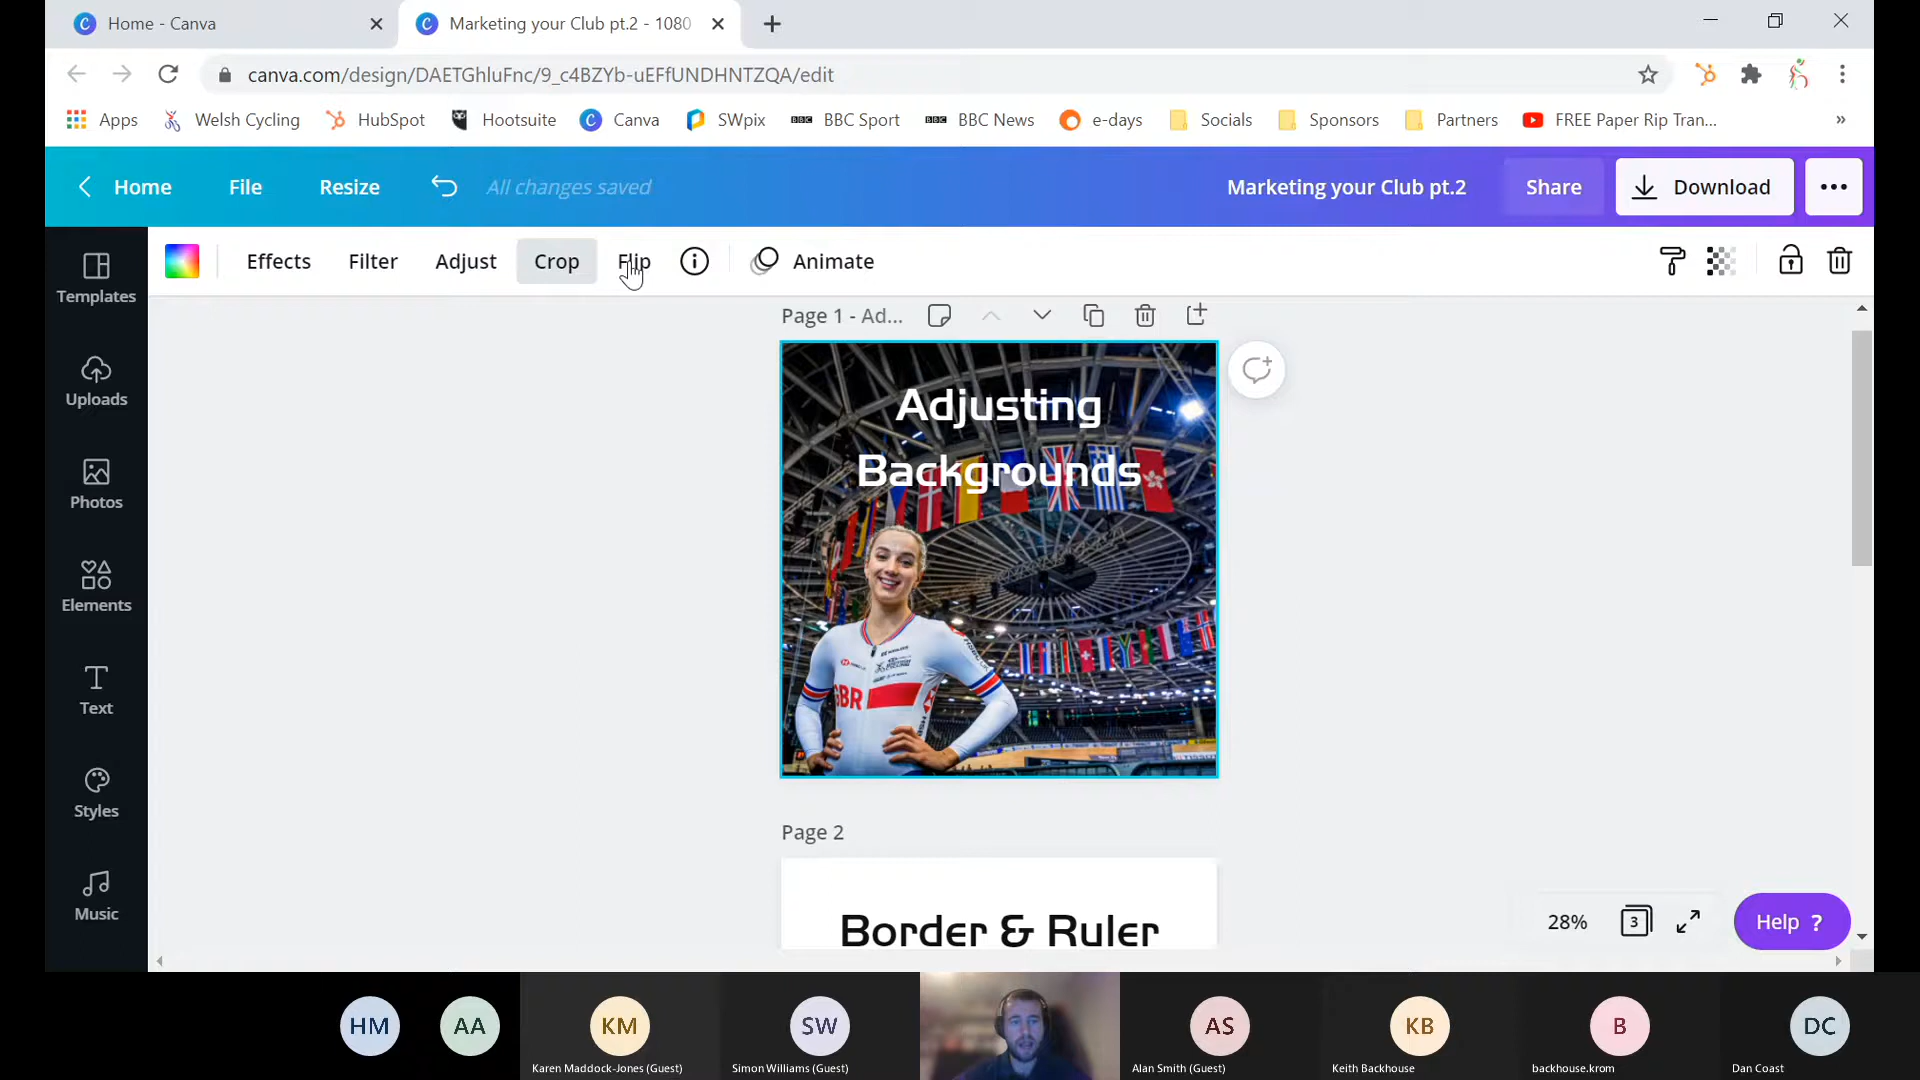 Home - Canva
Marketing your Club pt.2 - 1080
canva.com/design/DAETGhluFnc/9_c4BZYb-uEFfUNDHNTZQA/edit
Apps
Welsh Cycling
HubSpot
Hootsuite
Canva
SWpix
BBC Sport
BBC News
e-days
Socials
Sponsors
Partners
FREE Paper Rip Tran...
»
Home
File
Resize
All changes saved
Marketing your Club pt.2
Share
Download
Effects
Filter
Adjust
Crop
Flip
Animate
Templates
Uploads
Photos
Elements
Text
Styles
Music
Page 1 - Ad...
Adjusting
Backgrounds
GBR
Page 2
Border & Ruler
28%
3
Help ?
HM
AA
KM
SW
AS
KB
B
DC
Karen Maddock-Jones (Guest)
Simon Williams (Guest)
Alan Smith (Guest)
Keith Backhouse
backhouse.krom
Dan Coast